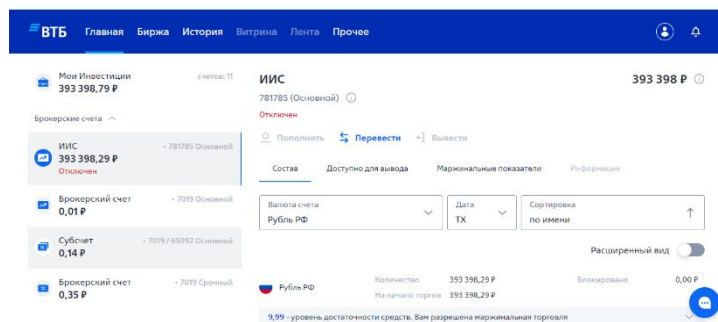 ВТБ Главная Биржа История Витрина Лента Прочее
Мои Инвестиции счетов: 11
393 398,79 ₽
Брокерские счета
ИИС • 781785 Основной
393 398,29 ₽
Отключен
Брокерский счет • 7019 Основной
0,01 ₽
Субсчет • 7019 / 65092 Основной
0,14 ₽
Брокерский счет • 7019 Срочный
0,35 ₽
ИИС 393 398 ₽
781785 (Основной)
Отключен
Пополнить Перевести Вывести
Состав Доступно для вывода Маржинальные показатели Информация
Валюта счета Дата Сортировка
Рубль РФ TX по имени
Расширенный вид
Рубль РФ Количество 393 398,29 ₽ Блокировано 0,00 ₽
На начало торгов 393 398,29 ₽
9,99 - уровень достаточности средств. Вам разрешена маржинальная торговля